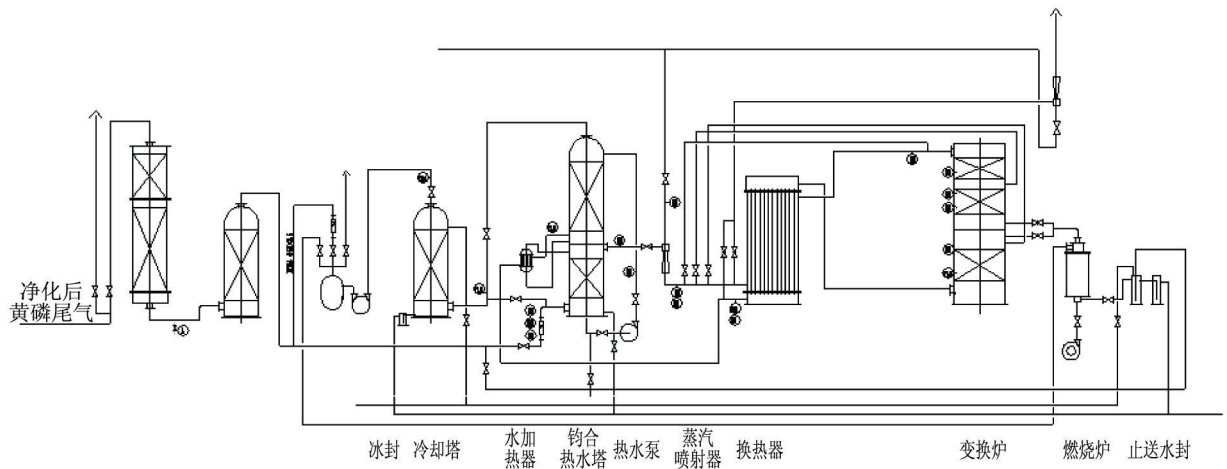 净化后
黄磷尾气
冰封
冷却塔
水加
热器
钧合
热水塔
热水泵
蒸汽
喷射器
换热器
变换炉
燃烧炉
止送水封